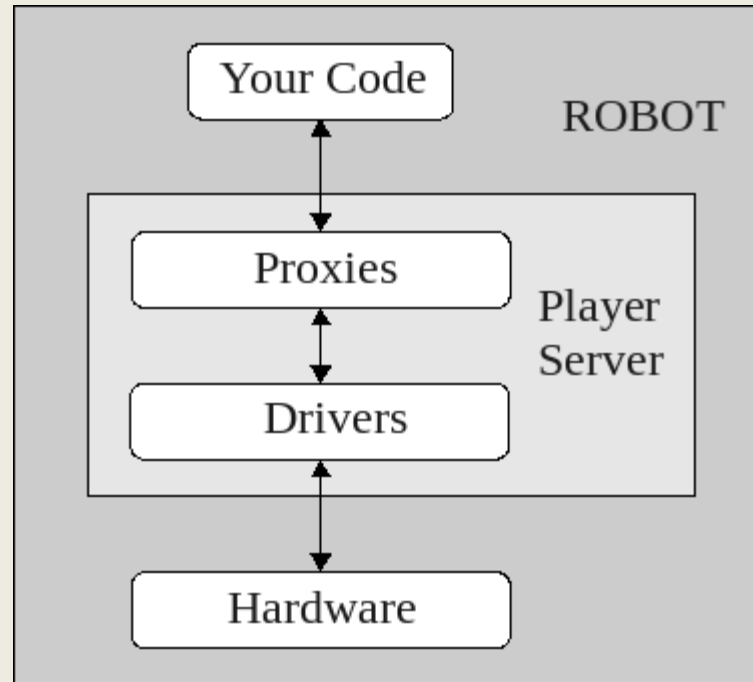 Your Code
ROBOT
Proxies
Player
Server
Drivers
Hardware